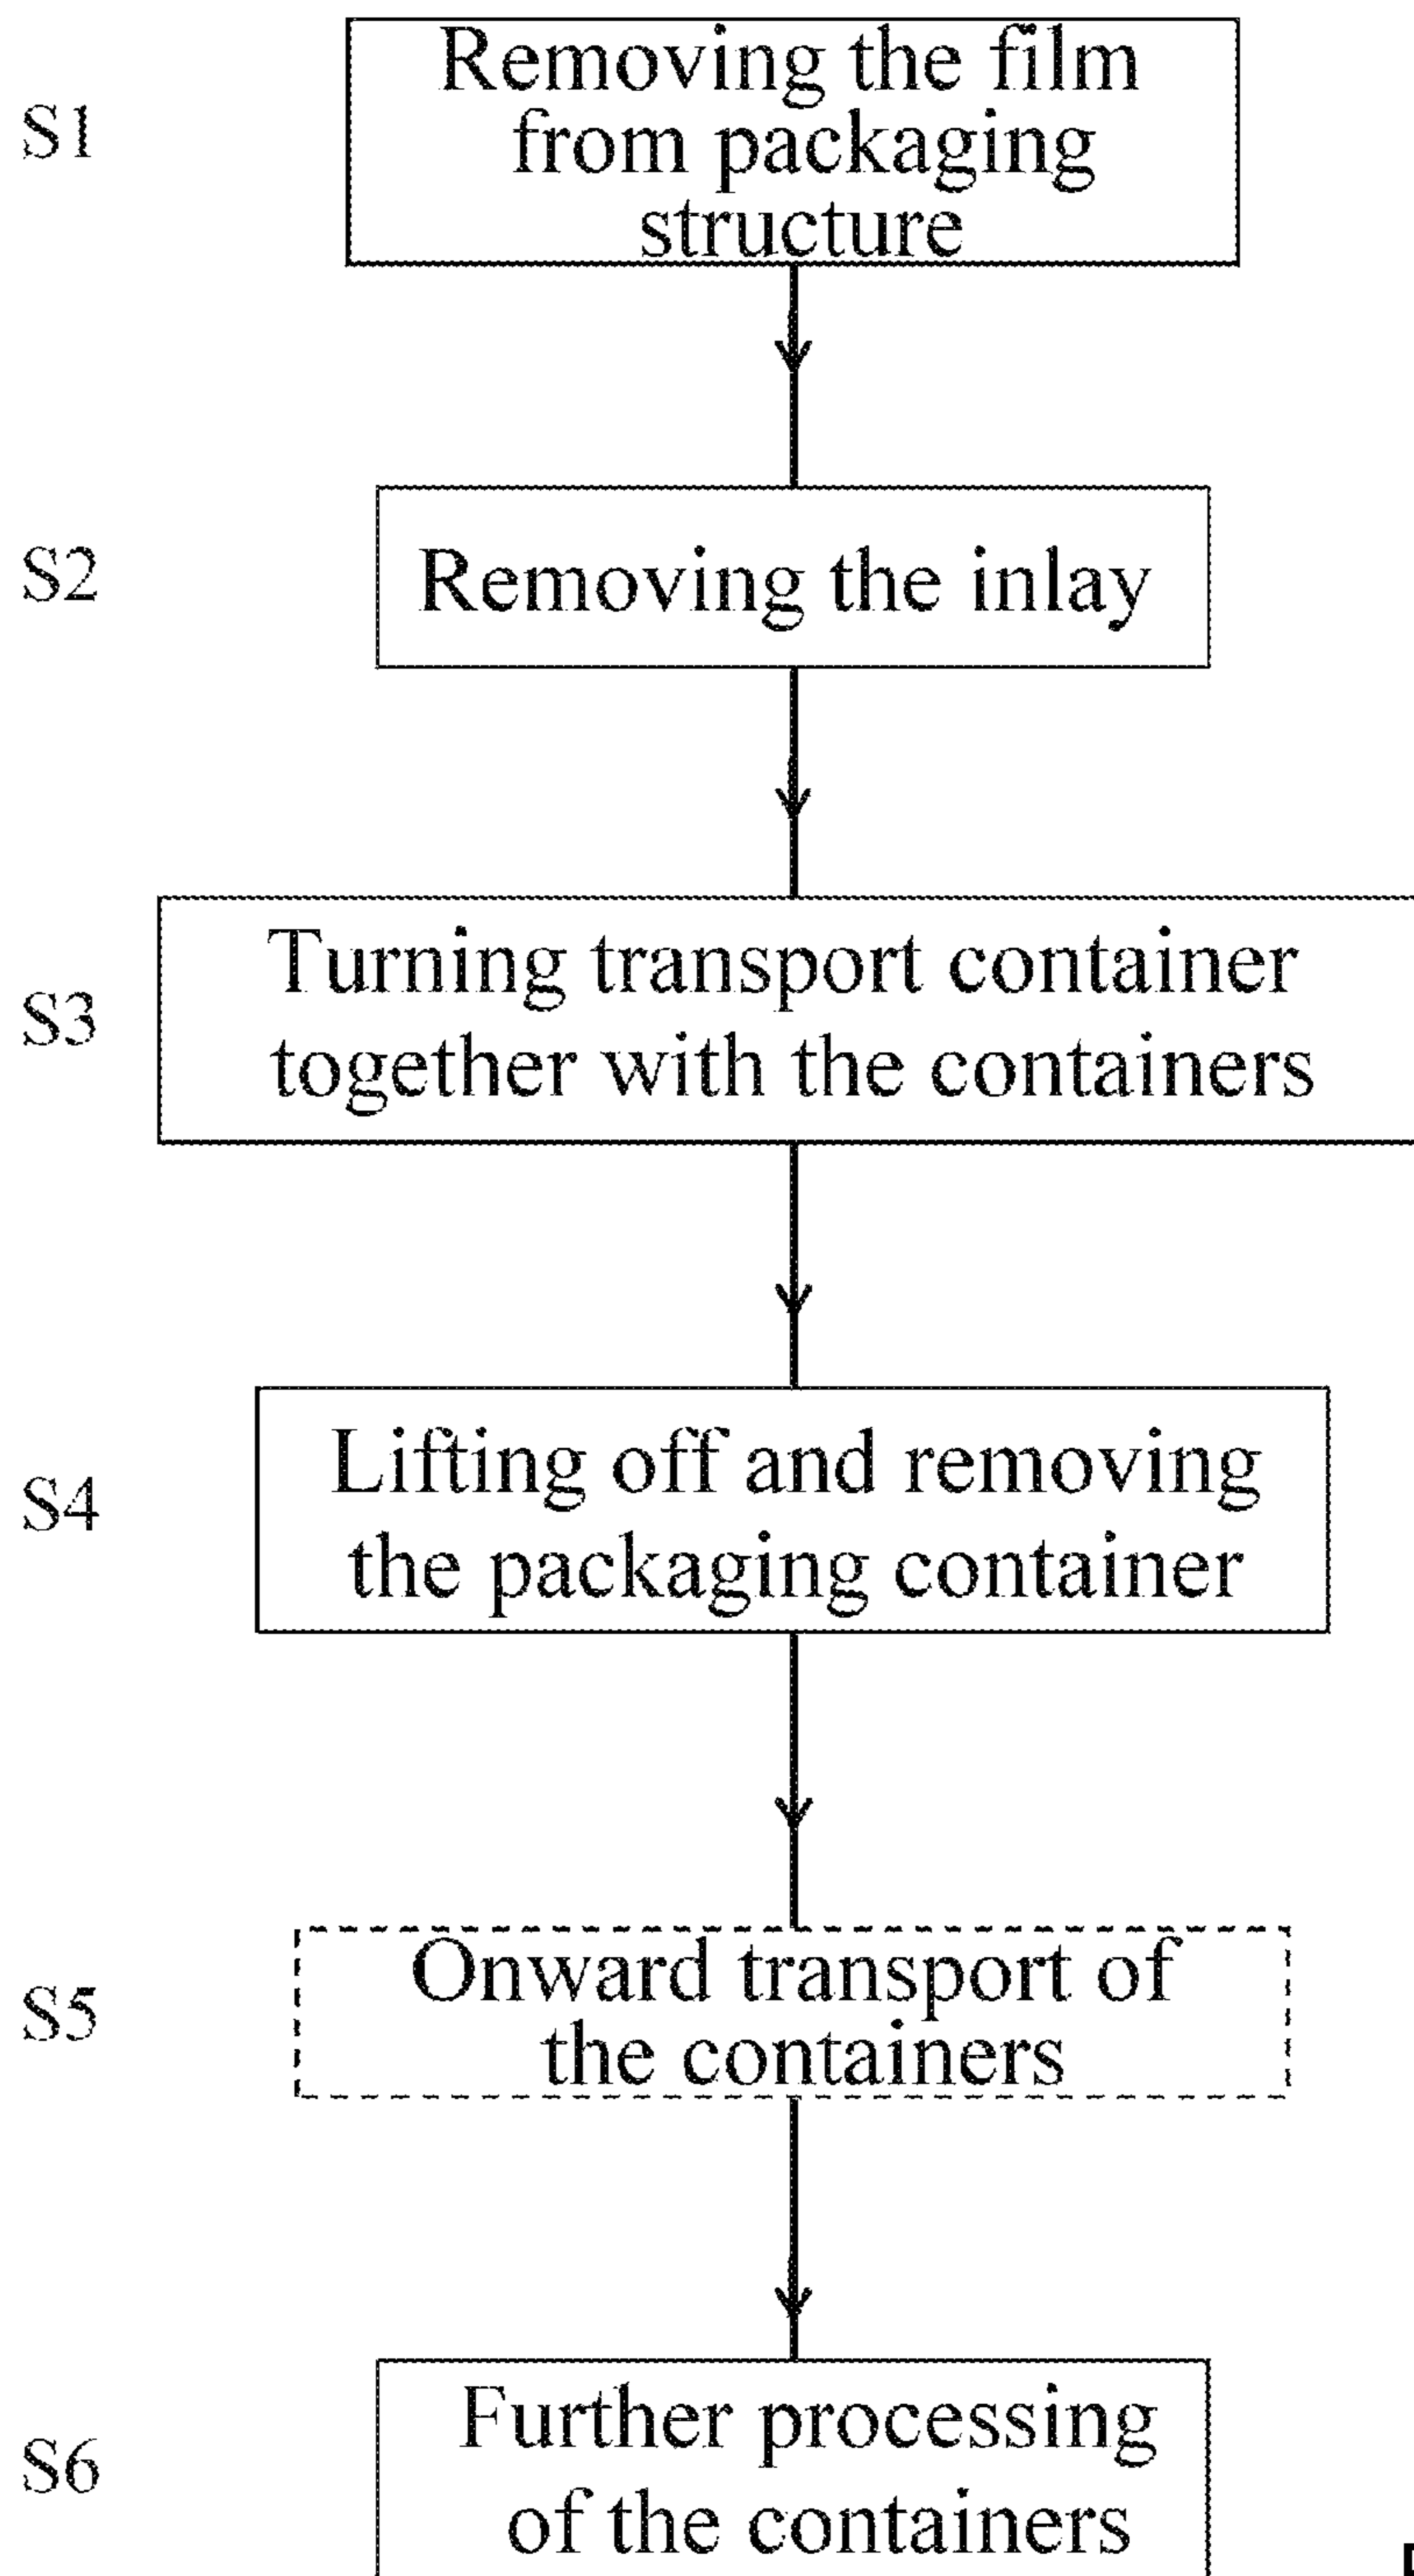 S1
Removing the film
from packaging
structure
S2
Removing the inlay
S3
Turning transport container
together with the containers
S4
Lifting off and removing
the packaging container
S5
Onward transport of
the containers
S6
Further processing
of the containers